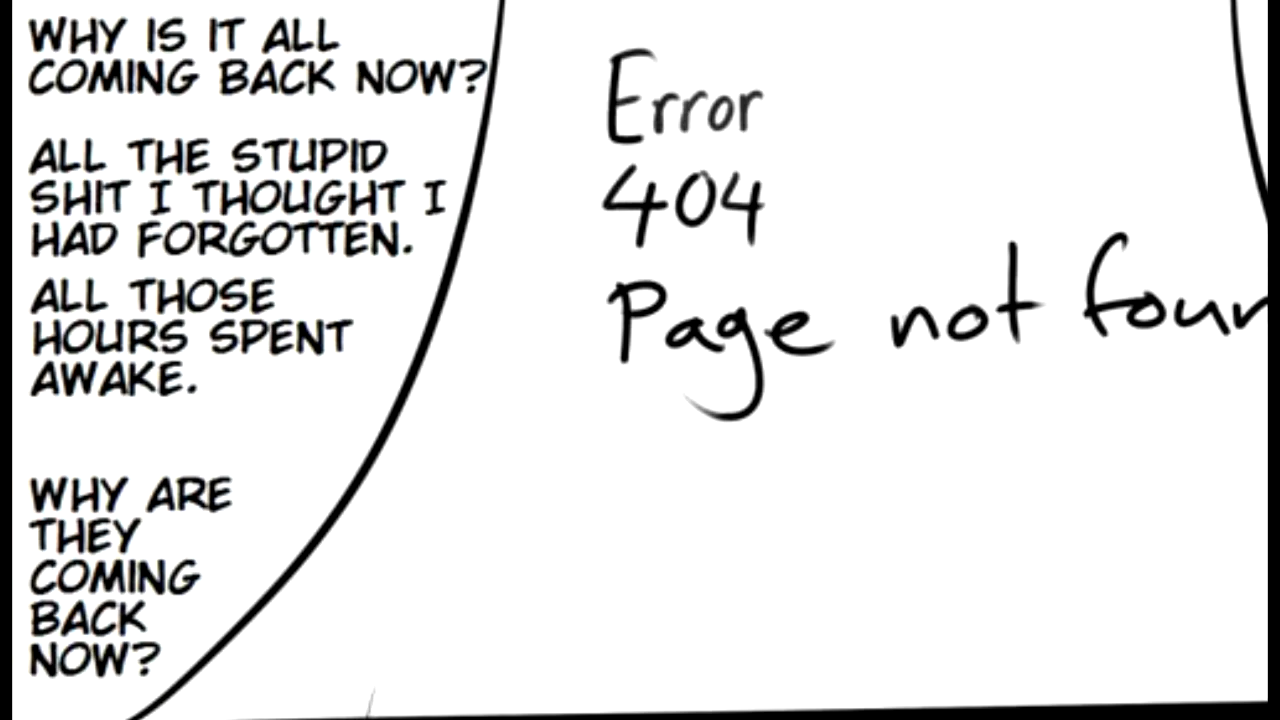 WHY IS IT ALL
COMING BACK NOW?
ALL THE STUPID
SHIT I THOUGHT I
HAD FORGOTTEN.
ALL THOSE
HOURS SPENT
AWAKE.
WHY ARE
THEY
COMING
BACK
NOW?
Error
404
Page not four